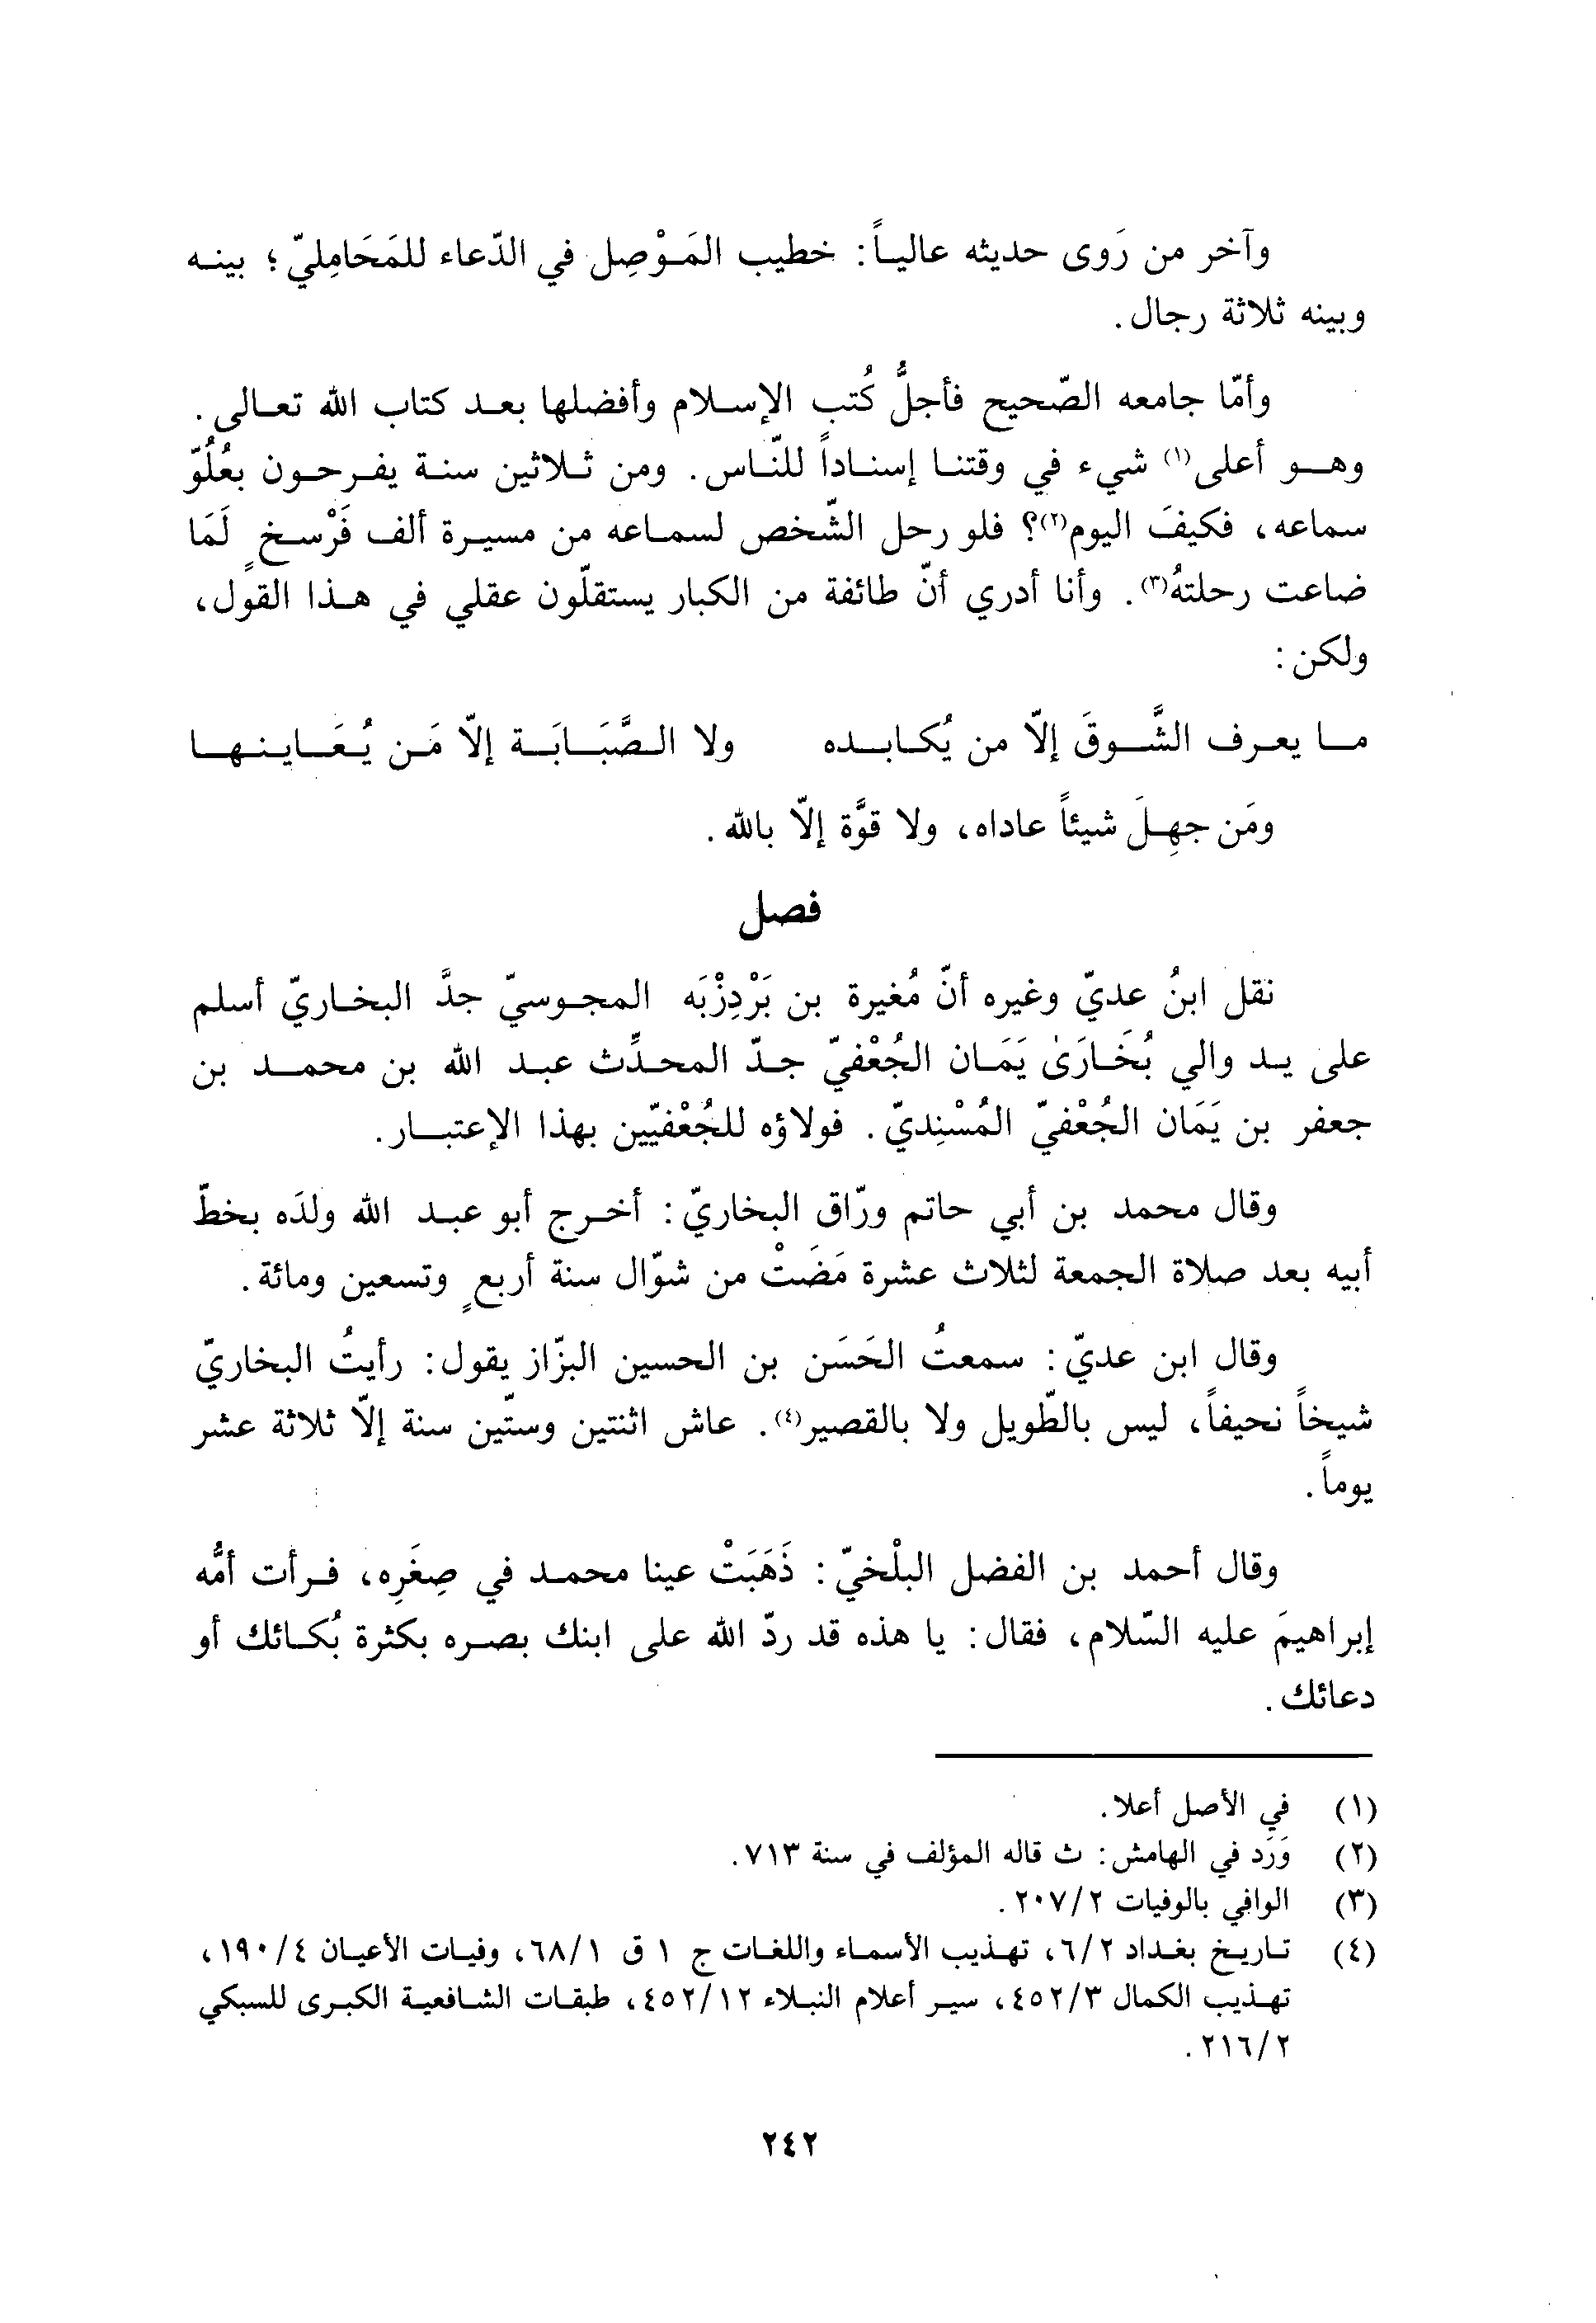 وآخر من رَوى حديثه عالياً: خطيب المَوْصِل في الدّعاء للمَحَامِليّ؛ بينه
وبينه ثلاثة رجال.
وأمّا جامعه الصّحيح فأجلُّ كُتب الإسلام وأفضلها بعد كتاب الله تعالى.
وهو أعلى(١) شيء في وقتنا إسناداً للنّاس. ومن ثلاثين سنة يفرحون بعُلُوّ
سماعه، فكيفَ اليوم(٢)؟ فلو رحل الشّخص لسماعه من مسيرة ألف فَرْسخٍ لَمَا
ضاعت رحلتهُ(٣). وأنا أدري أنّ طائفة من الكبار يستقلّون عقلي في هذا القول،
ولكن:
ما يعرف الشَّوقَ إلاّ من يُكابده ولا الصَّبَابَة إلاّ مَن يُعَاينها
ومَن جهِلَ شيئاً عاداه، ولا قوَّة إلاّ بالله.
فصل
نقل ابنُ عديّ وغيره أنّ مُغيرة بن بَرْدِزْبَه المجوسيّ جدَّ البخاريّ أسلم
على يد والي بُخَارَىٰ يَمَان الجُعْفيّ جدّ المحدِّث عبد الله بن محمد بن
جعفر بن يَمَان الجُعْفيّ المُسْنِديّ. فولاؤه للجُعْفيّين بهذا الإعتبار.
وقال محمد بن أبي حاتم ورّاق البخاريّ: أخرج أبو عبد الله ولدَه بخطّ
أبيه بعد صلاة الجمعة لثلاث عشرة مَضَتْ من شوّال سنة أربعٍ وتسعين ومائة.
وقال ابن عديّ: سمعتُ الحَسَن بن الحسين البزّاز يقول: رأيتُ البخاريّ
شيخاً نحيفاً، ليس بالطّويل ولا بالقصير(٤). عاش اثنتين وستّين سنة إلاّ ثلاثة عشر
يوماً.
وقال أحمد بن الفضل البلْخيّ: ذَهَبَتْ عينا محمد في صِغَرِه، فرأت أمُّه
إبراهيمَ عليه السّلام، فقال: يا هذه قد ردّ الله على ابنك بصره بكثرة بُكائك أو
دعائك.
(١) في الأصل أعلا.
(٢) وَرَد في الهامش: ث قاله المؤلف في سنة ٧١٣.
(٣) الوافي بالوفيات ٢٠٧/٢.
(٤) تاريخ بغداد ٦/٢، تهذيب الأسماء واللغات ج ١ ق ٦٨/١، وفيات الأعيان ١٩٠/٤،
تهذيب الكمال ٤٥٢/٣، سير أعلام النبلاء ٤٥٢/١٢، طبقات الشافعية الكبرى للسبكي
٢١٦/٢.
٢٤٢